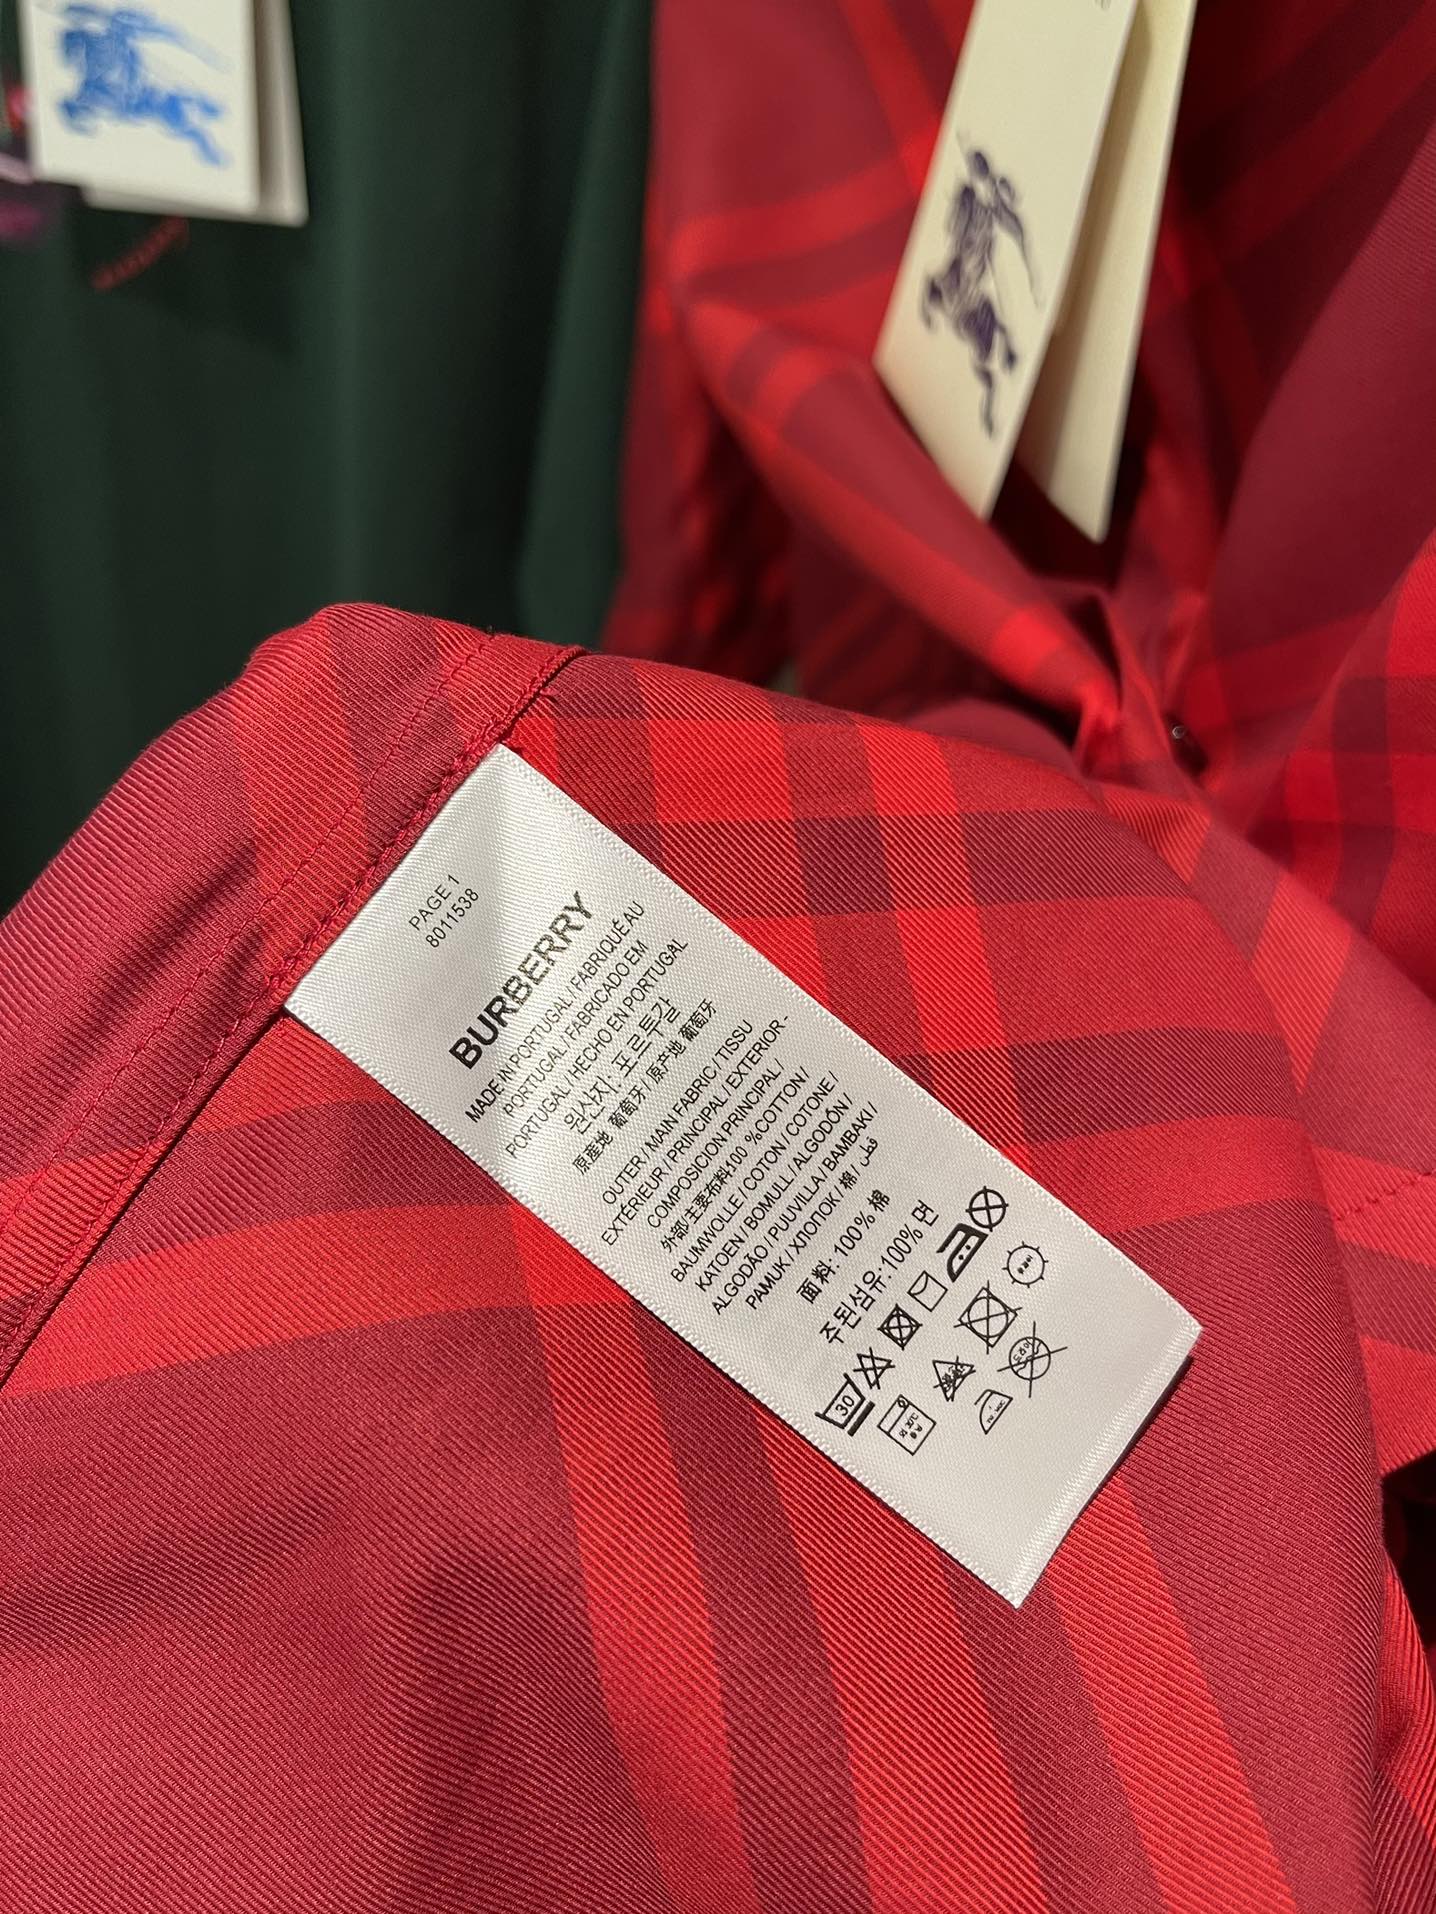 PAGE 1
8011538
BURBERRY
MADE IN PORTUGAL / FABRIQUÉ AU
PORTUGAL / FABRICADO EM
PORTUGAL / HECHO EN PORTUGAL
원산지: 포르투갈
原産地 葡萄牙 / 原产地 葡萄牙
OUTER / MAIN FABRIC / TISSU
EXTÉRIEUR / PRINCIPAL / EXTERIOR -
COMPOSICION PRINCIPAL /
外部/主要布料100 %COTTON /
BAUMWOLLE / COTON / COTONE /
KATOEN / BOMULL / ALGODÓN /
ALGODÃO / PUUVILLA / BAMBAKI /
PAMUK / ХЛОПОК / 棉 / قطن
面料: 100% 棉
주된섬유:100% 면
30